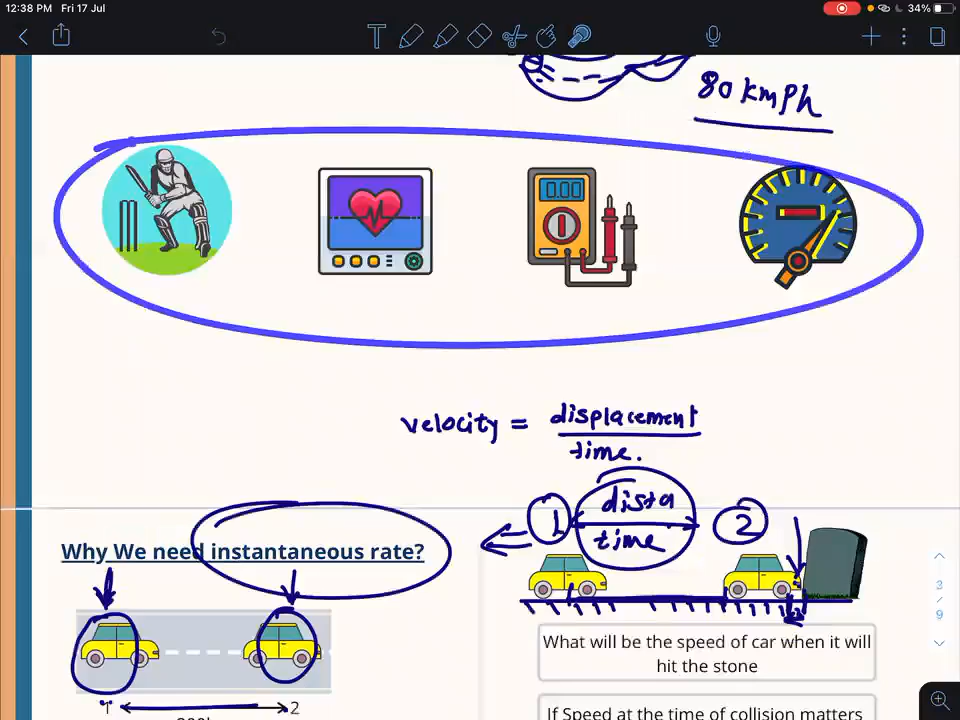 12:38 PM Fri 17 Jul
34%
T
80 kmph
0.00
velocity = displacement
time.
1 dista 2
time
Why We need instantaneous rate?
What will be the speed of car when it will
hit the stone
1 2
If Speed at the time of collision matters
3
/
9